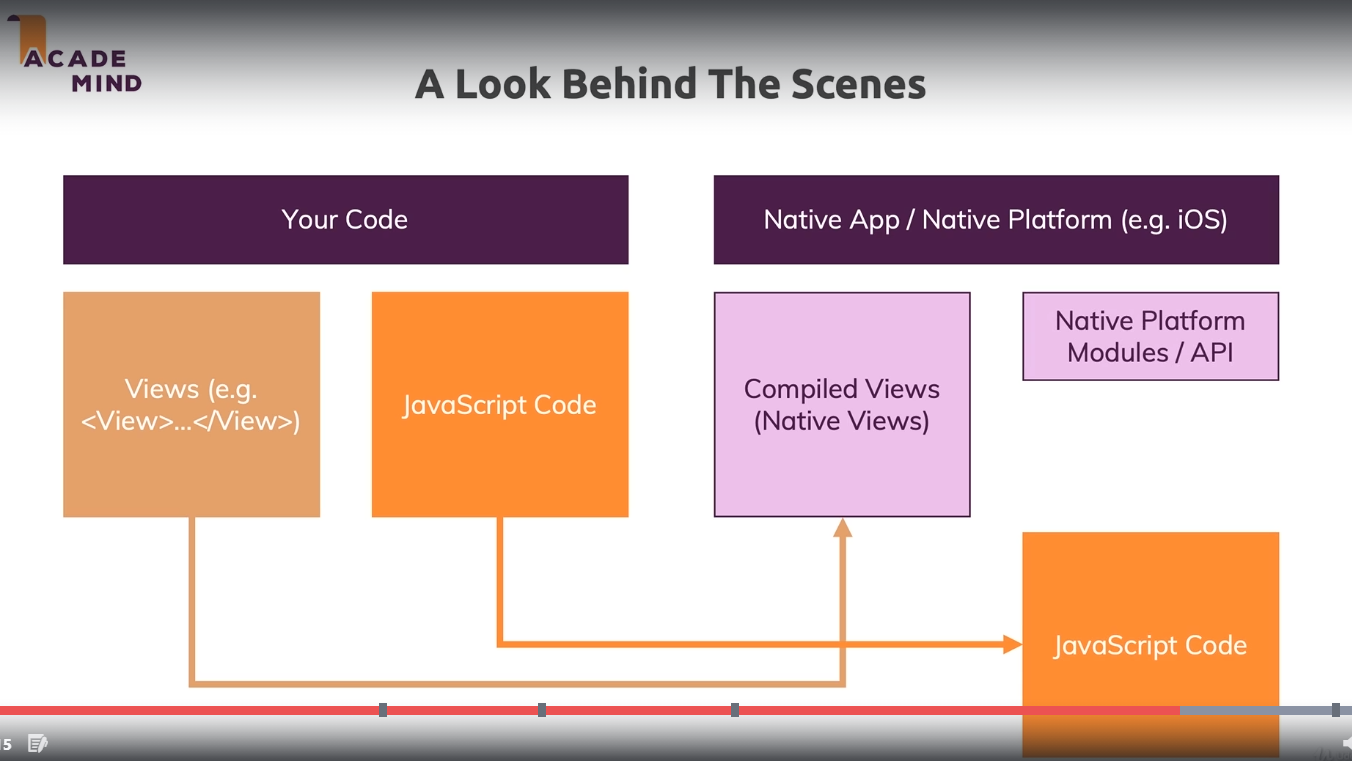 ACADE
MIND
A Look Behind The Scenes
Your Code
Native App / Native Platform (e.g. iOS)
Views (e.g.
<View>...</View>)
JavaScript Code
Compiled Views
(Native Views)
Native Platform
Modules / API
JavaScript Code